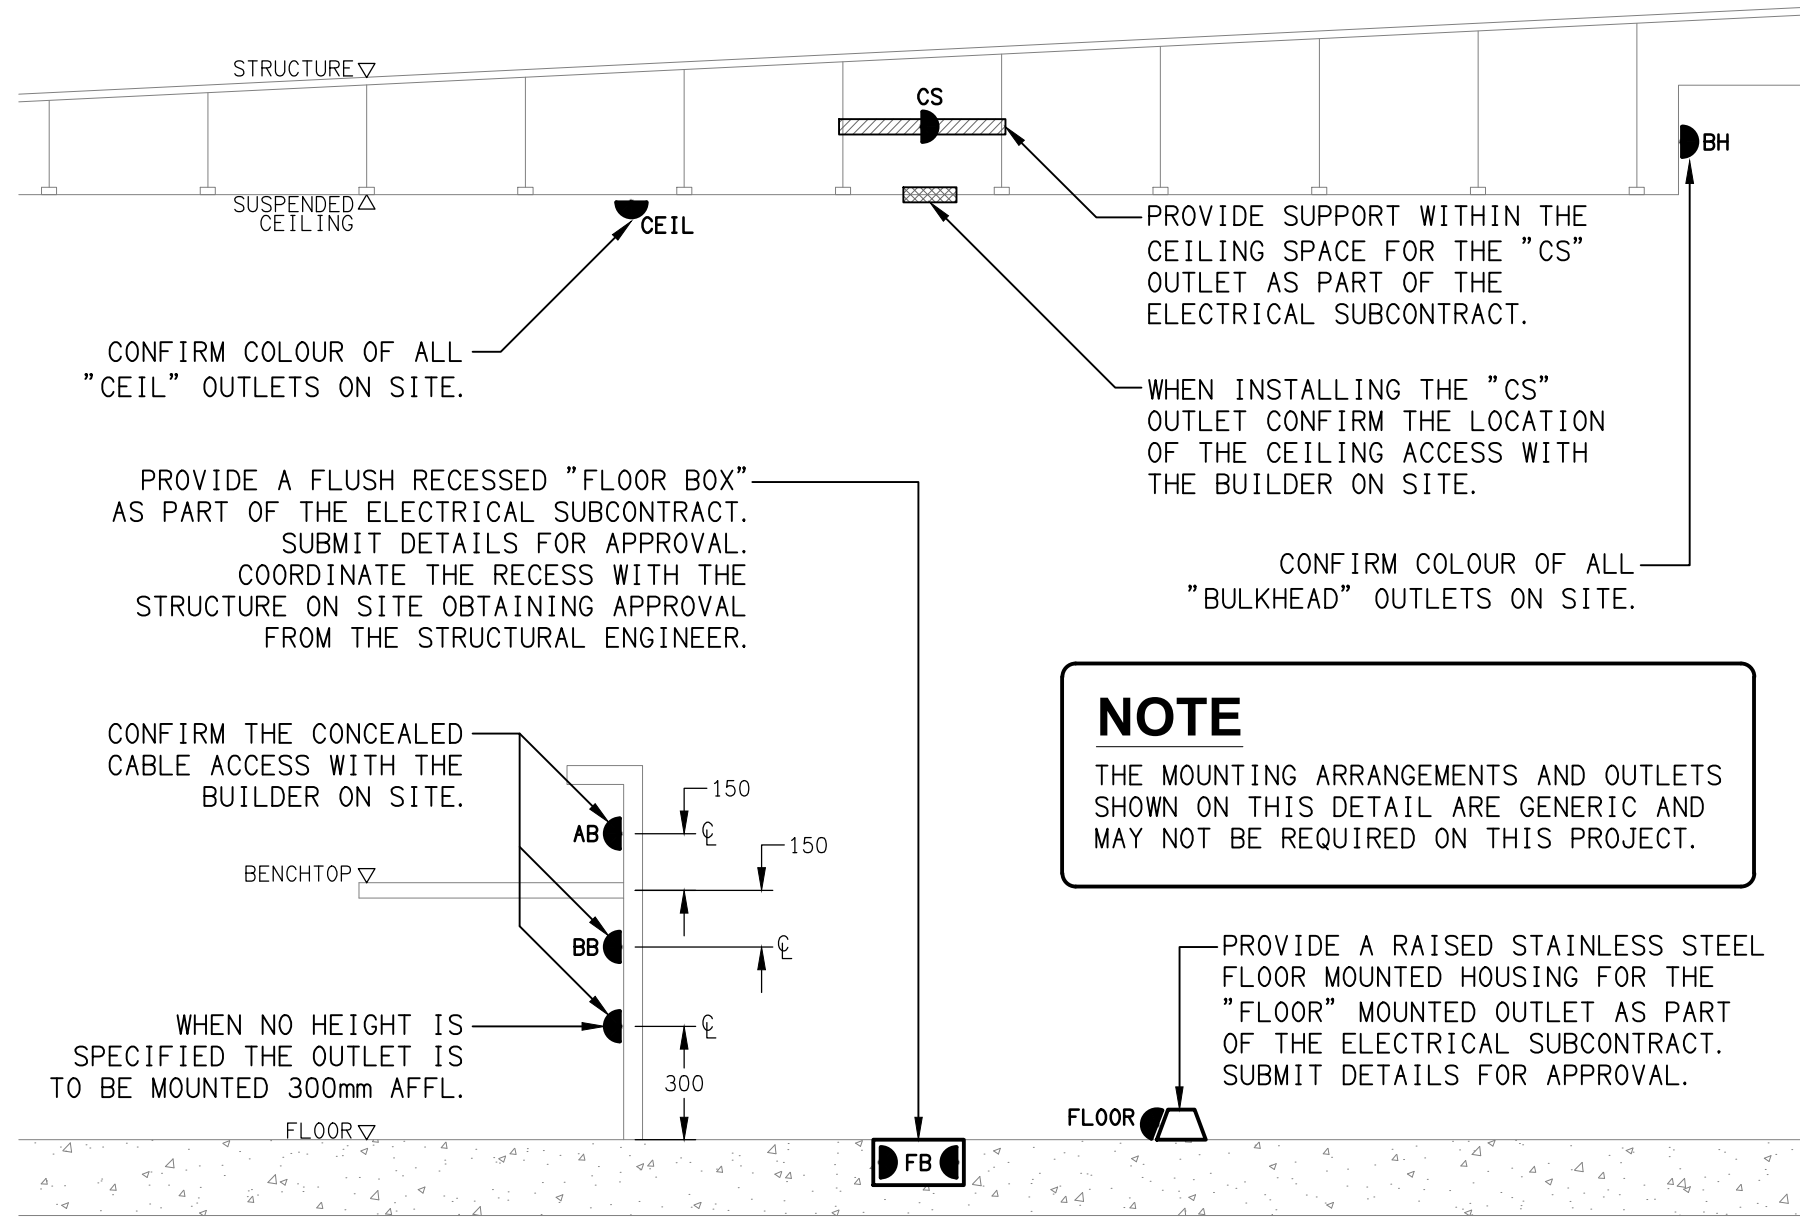 STRUCTURE
CS
BH
SUSPENDED
CEILING
CEIL
PROVIDE SUPPORT WITHIN THE
CEILING SPACE FOR THE "CS"
OUTLET AS PART OF THE
ELECTRICAL SUBCONTRACT.
CONFIRM COLOUR OF ALL
"CEIL" OUTLETS ON SITE.
WHEN INSTALLING THE "CS"
OUTLET CONFIRM THE LOCATION
OF THE CEILING ACCESS WITH
THE BUILDER ON SITE.
PROVIDE A FLUSH RECESSED "FLOOR BOX"
AS PART OF THE ELECTRICAL SUBCONTRACT.
SUBMIT DETAILS FOR APPROVAL.
COORDINATE THE RECESS WITH THE
STRUCTURE ON SITE OBTAINING APPROVAL
FROM THE STRUCTURAL ENGINEER.
CONFIRM COLOUR OF ALL
"BULKHEAD" OUTLETS ON SITE.
NOTE
THE MOUNTING ARRANGEMENTS AND OUTLETS
SHOWN ON THIS DETAIL ARE GENERIC AND
MAY NOT BE REQUIRED ON THIS PROJECT.
CONFIRM THE CONCEALED
CABLE ACCESS WITH THE
BUILDER ON SITE.
150
AB
℄
150
BENCHTOP
BB
℄
WHEN NO HEIGHT IS
SPECIFIED THE OUTLET IS
TO BE MOUNTED 300mm AFFL.
℄
300
PROVIDE A RAISED STAINLESS STEEL
FLOOR MOUNTED HOUSING FOR THE
"FLOOR" MOUNTED OUTLET AS PART
OF THE ELECTRICAL SUBCONTRACT.
SUBMIT DETAILS FOR APPROVAL.
FLOOR
FLOOR
FB